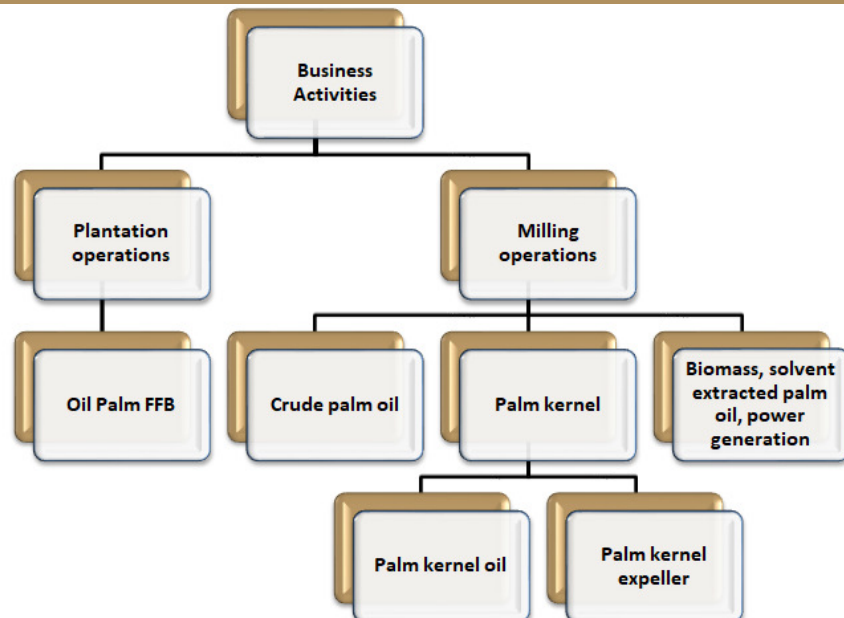 Business
Activities
Plantation
operations
Milling
operations
Oil Palm FFB
Crude palm oil
Palm kernel
Biomass, solvent
extracted palm
oil, power
generation
Palm kernel oil
Palm kernel
expeller